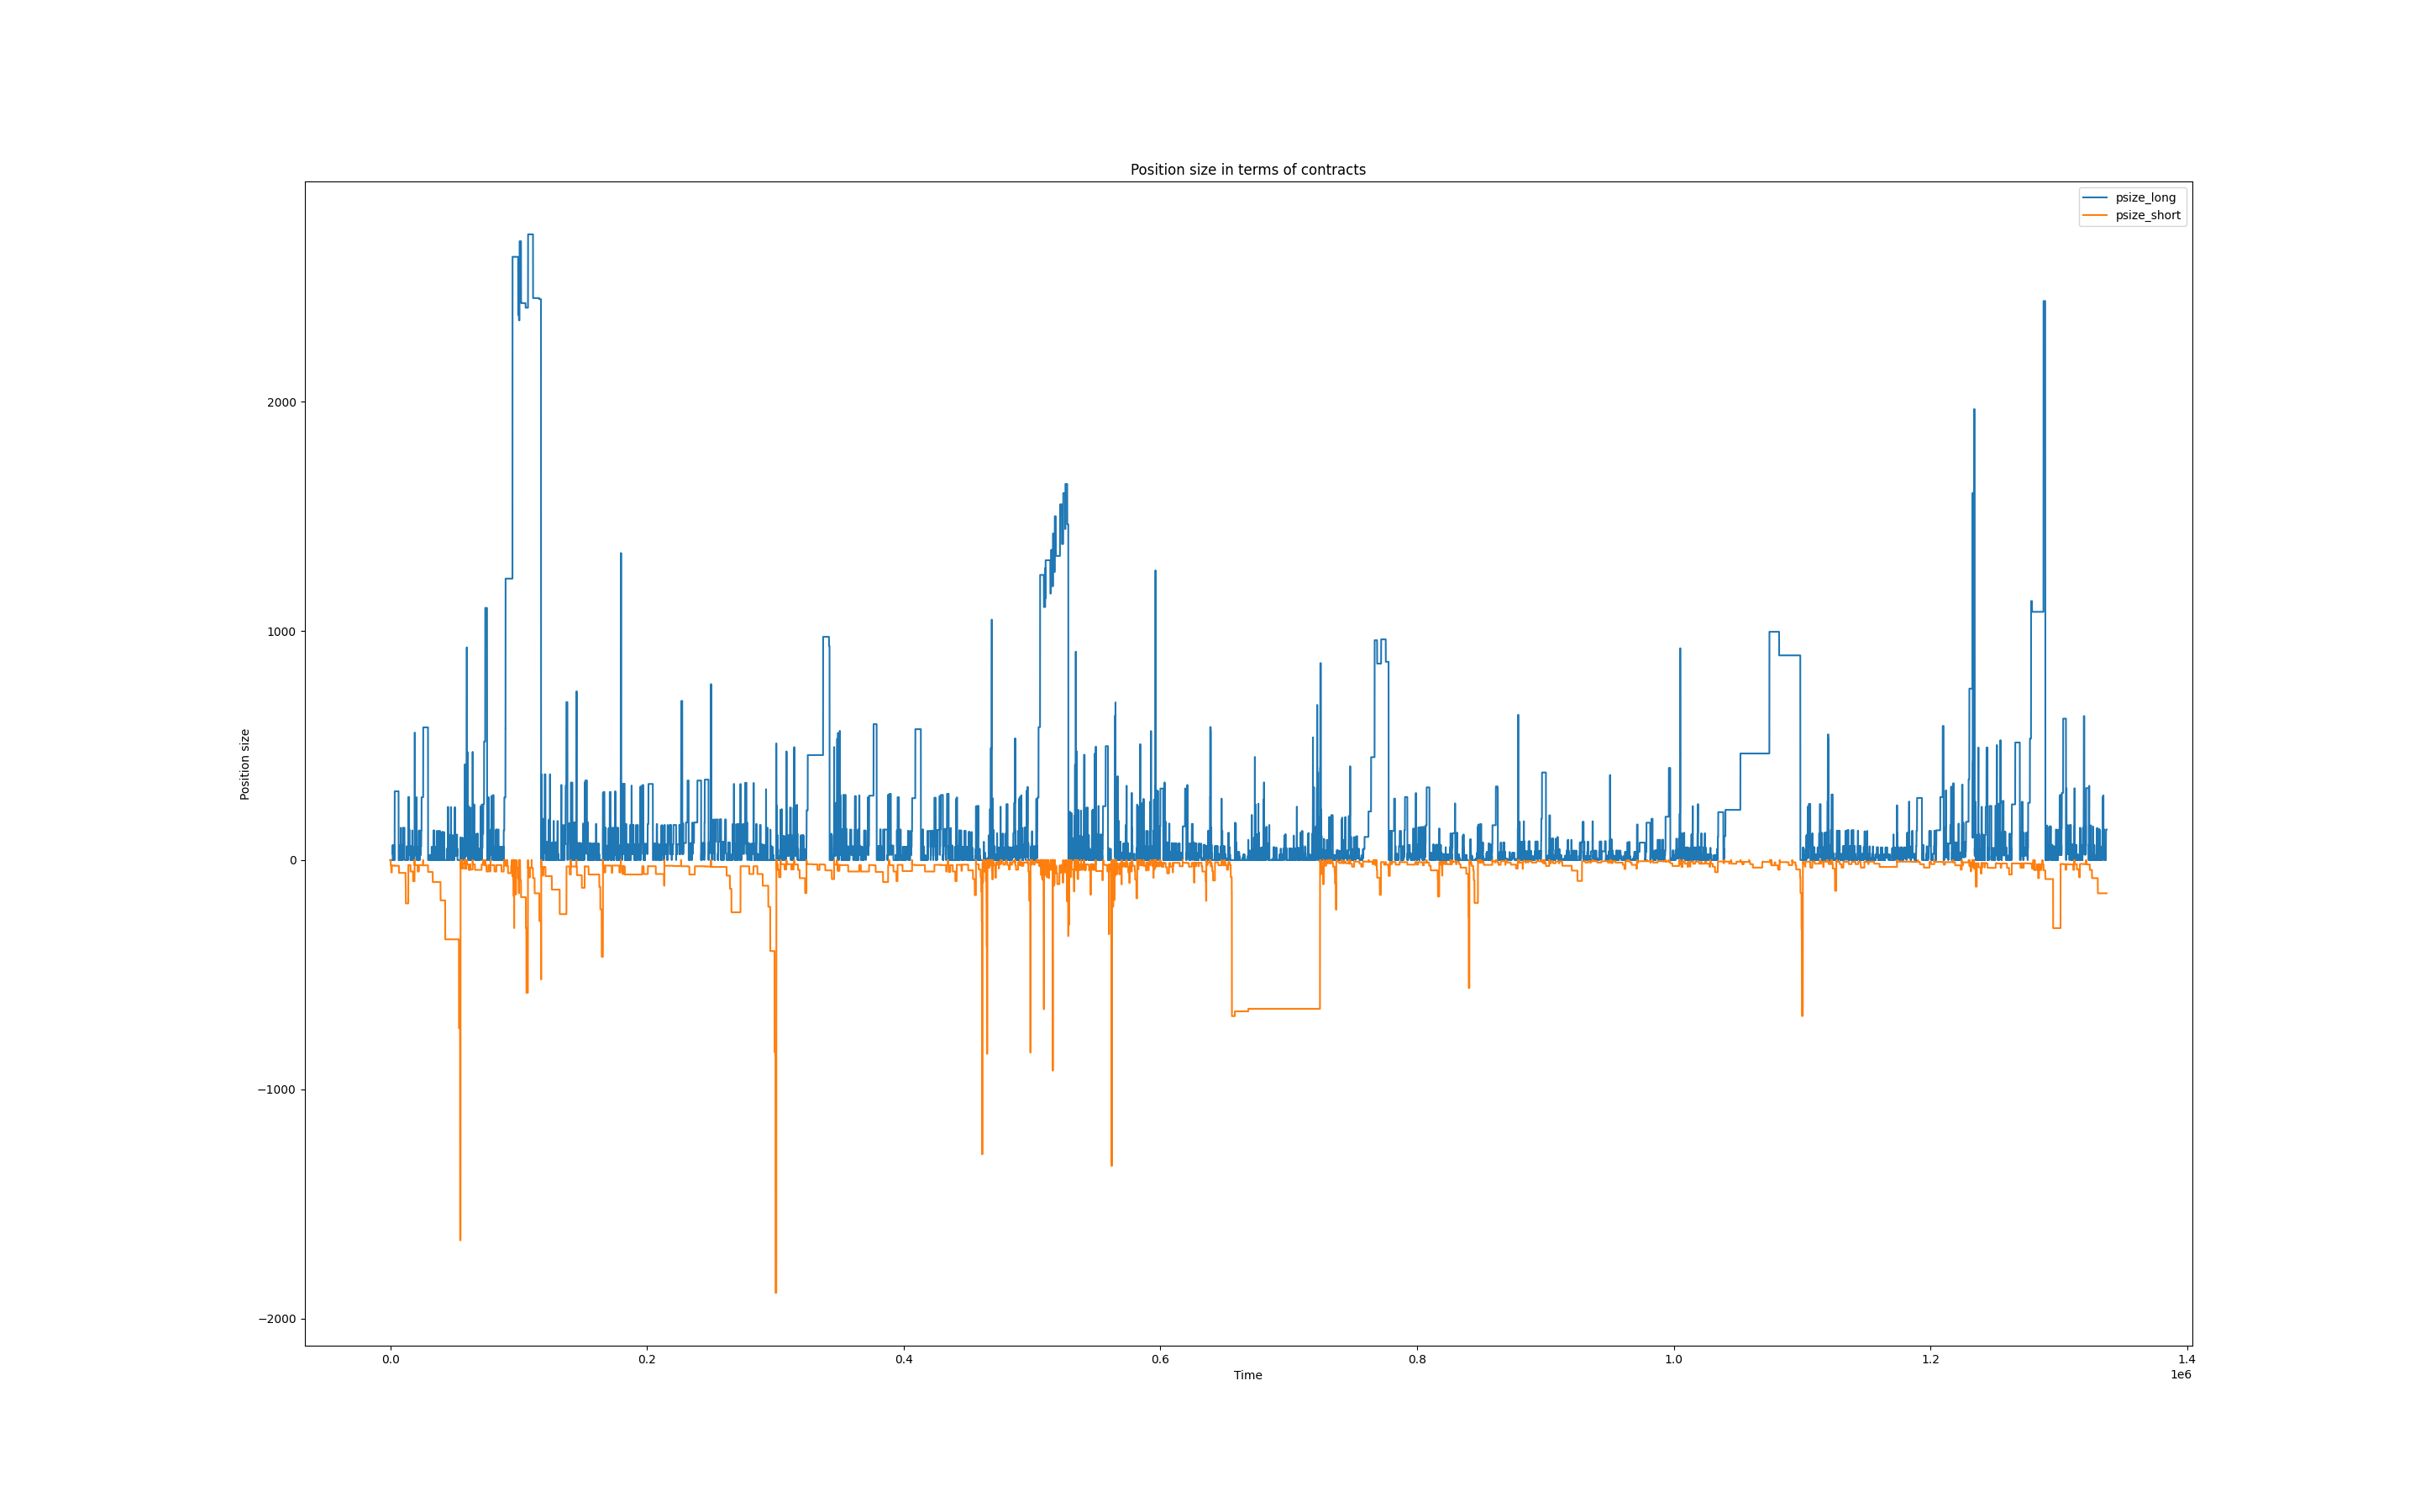 Position size in terms of contracts
psize_long
psize_short
Position size
2000
1000
0
−1000
−2000
0.0
0.2
0.4
0.6
0.8
1.0
1.2
1.4
Time
1e6